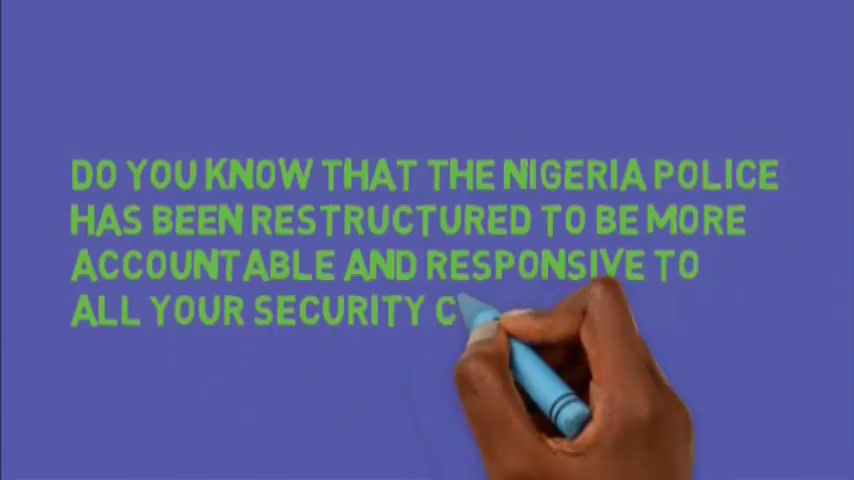 DO YOU KNOW THAT THE NIGERIA POLICE
HAS BEEN RESTRUCTURED TO BE MORE
ACCOUNTABLE AND RESPONSIVE TO
ALL YOUR SECURITY C